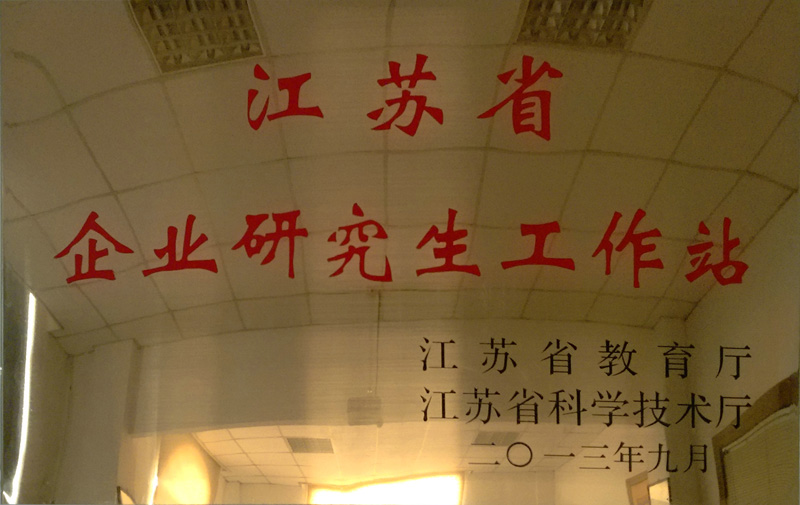 江苏省
企业研究生工作站
江苏省教育厅
江苏省科学技术厅
二〇一三年九月